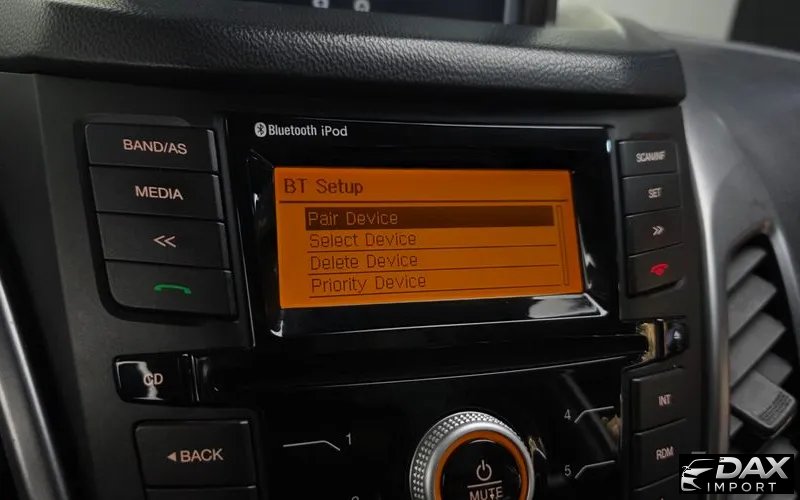 Bluetooth iPod
BAND/AS
MEDIA
BT Setup
Pair Device
Select Device
Delete Device
Priority Device
SCAN/INF
SET
CD
BACK
1
4
5
INT
RDM
MUTE
DAX
IMPORT